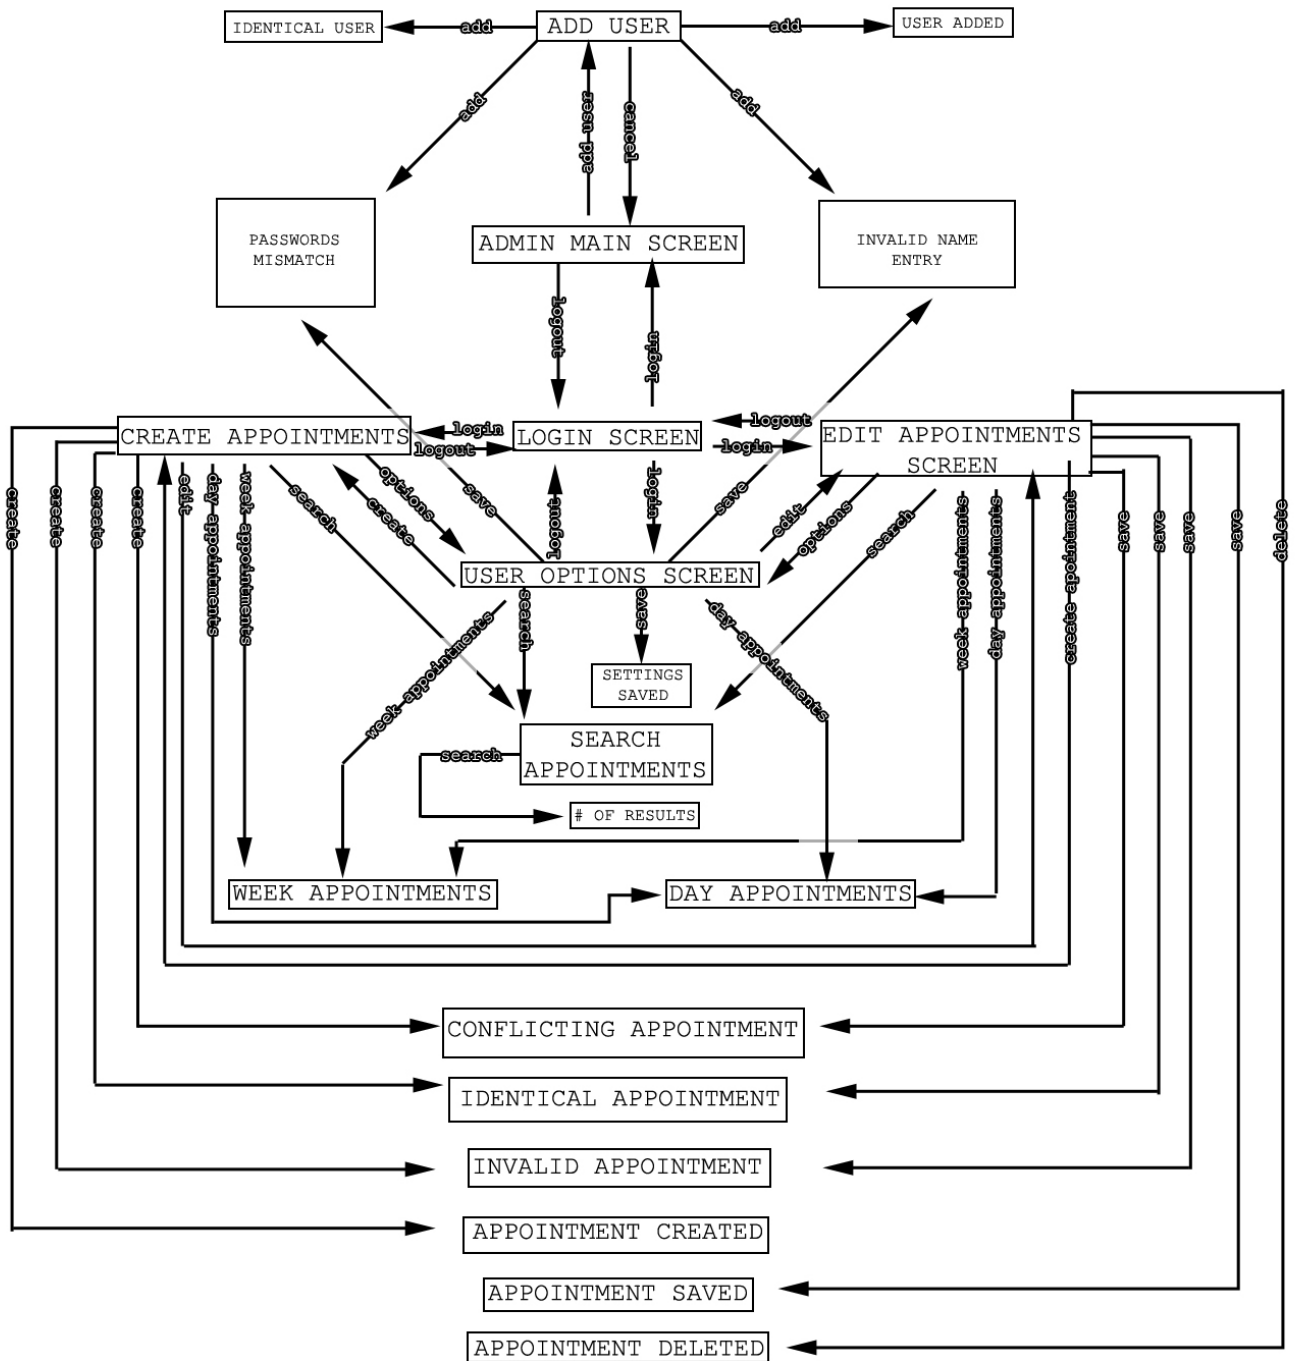 IDENTICAL USER
add
ADD USER
add
USER ADDED
add
add user
cancel
add
PASSWORDS
MISMATCH
ADMIN MAIN SCREEN
INVALID NAME
ENTRY
logout
login
CREATE APPOINTMENTS
login
logout
LOGIN SCREEN
logout
login
EDIT APPOINTMENTS
SCREEN
create
create
create
create
edit
day appointments
week appointments
search
options
create
save
logout
login
save
edit
options
search
week appointments
day appointments
create apointment
save
save
save
save
delete
USER OPTIONS SCREEN
week appointments
search
save
day appointments
SETTINGS
SAVED
SEARCH
APPOINTMENTS
search
# OF RESULTS
WEEK APPOINTMENTS
DAY APPOINTMENTS
CONFLICTING APPOINTMENT
IDENTICAL APPOINTMENT
INVALID APPOINTMENT
APPOINTMENT CREATED
APPOINTMENT SAVED
APPOINTMENT DELETED